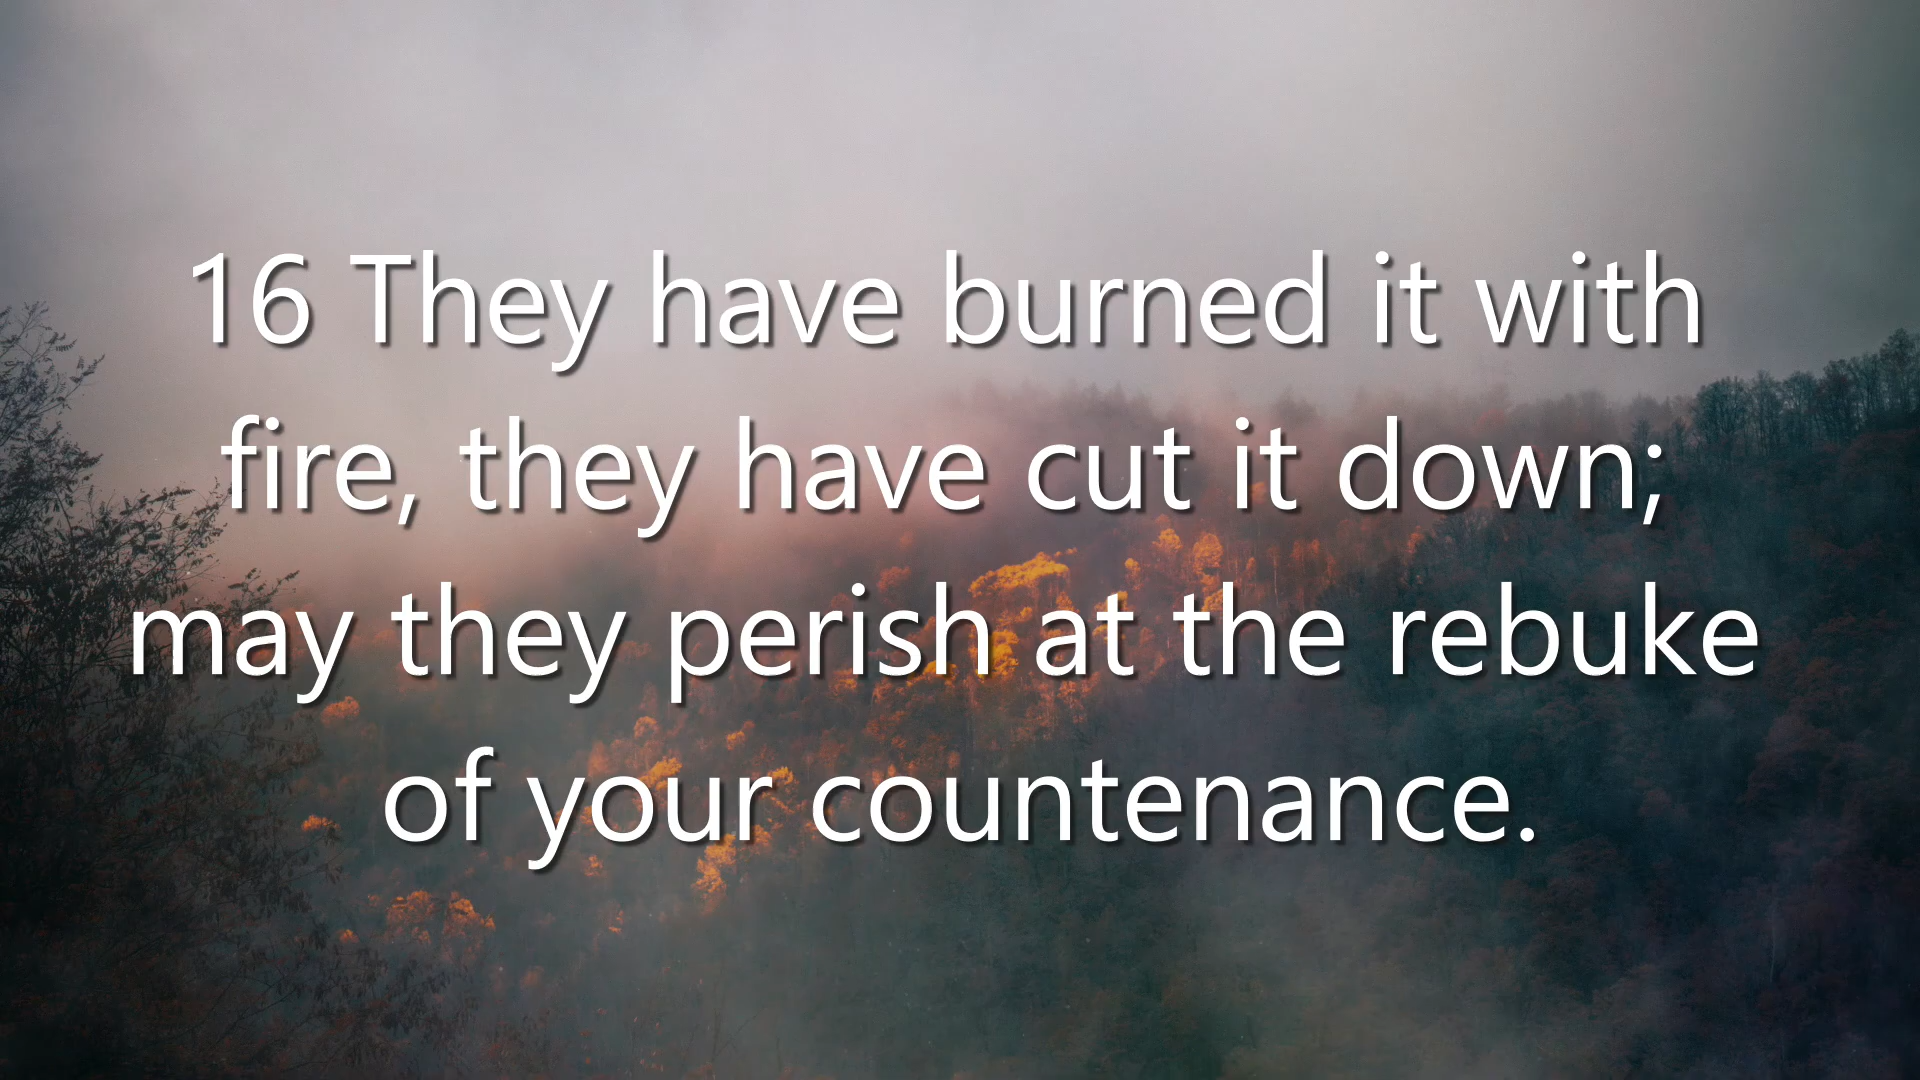 16 They have burned it with
fire, they have cut it down;
may they perish at the rebuke
of your countenance.